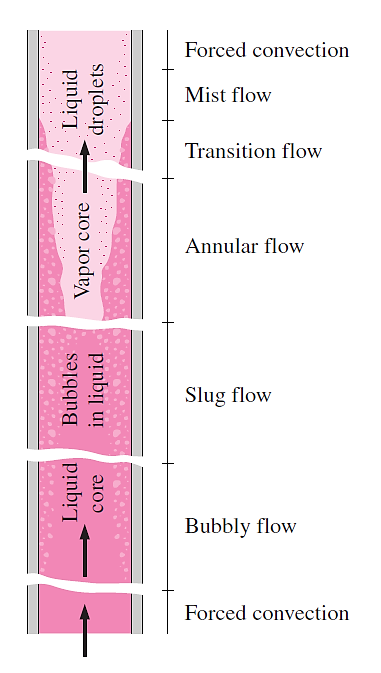 Forced convection
Mist flow
Transition flow
Annular flow
Slug flow
Bubbly flow
Forced convection
Liquid
droplets
Vapor core
Bubbles
in liquid
Liquid
core